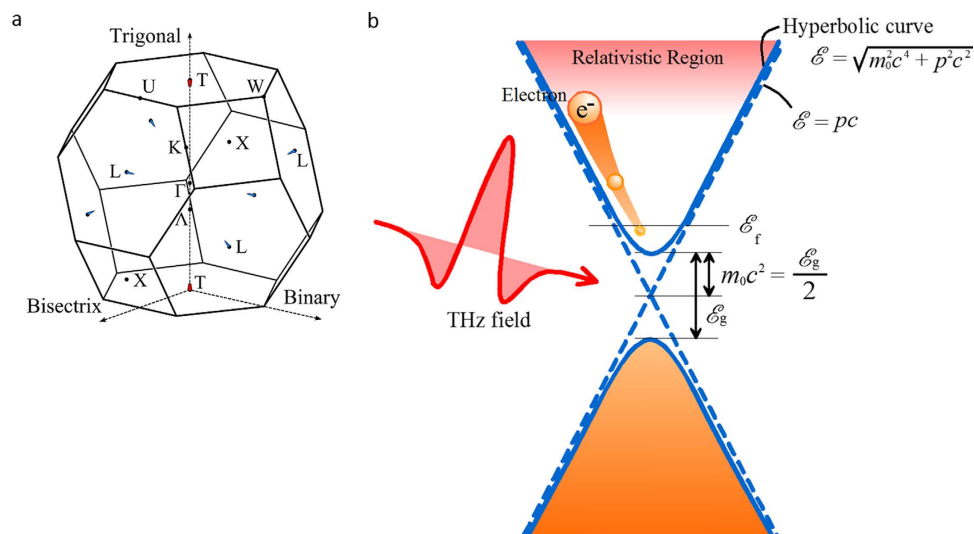 a
Trigonal
T
U
W
K
X
L
L
Γ
Λ
L
X
T
Bisectrix
Binary
b
Hyperbolic curve
Relativistic Region
ℰ = √m₀²c⁴ + p²c²
Electron
e⁻
ℰ = pc
ℰf
m₀c² = ℰg/2
ℰg
THz field